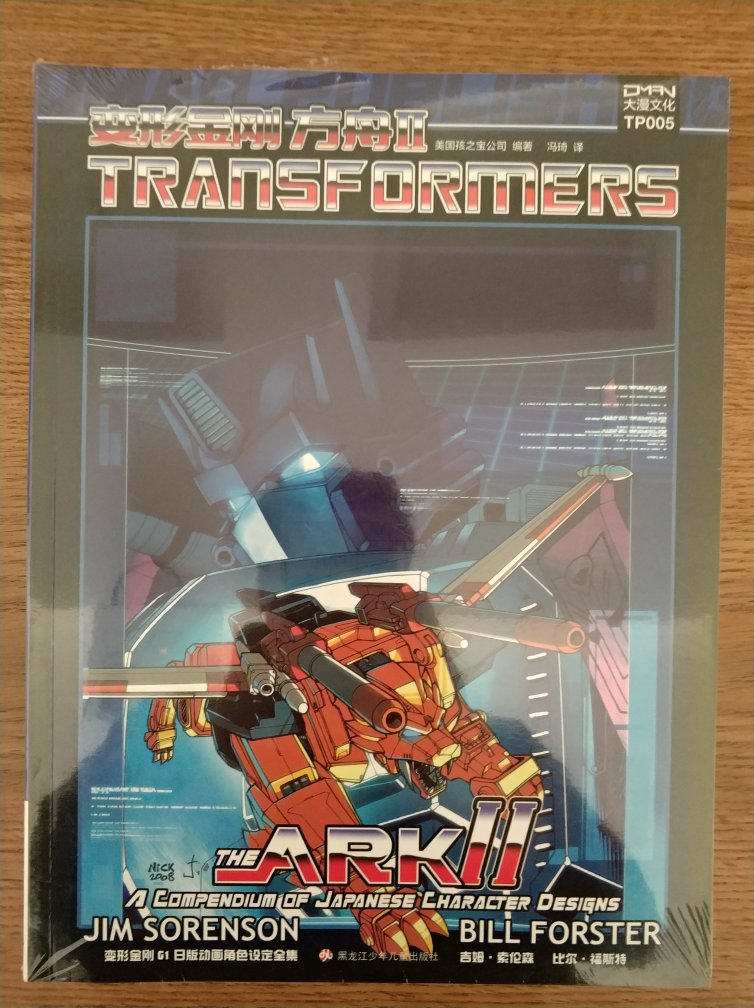 DMAN
大漫文化
TP005
变形金刚 方舟II
美国孩之宝公司 编著 冯琦 译
TRANSFORMERS
NICK
2008
THE ARK II
A COMPENDIUM OF JAPANESE CHARACTER DESIGNS
JIM SORENSON
BILL FORSTER
变形金刚 G1 日版动画角色设定全集
黑龙江少年儿童出版社
吉姆·索伦森 比尔·福斯特